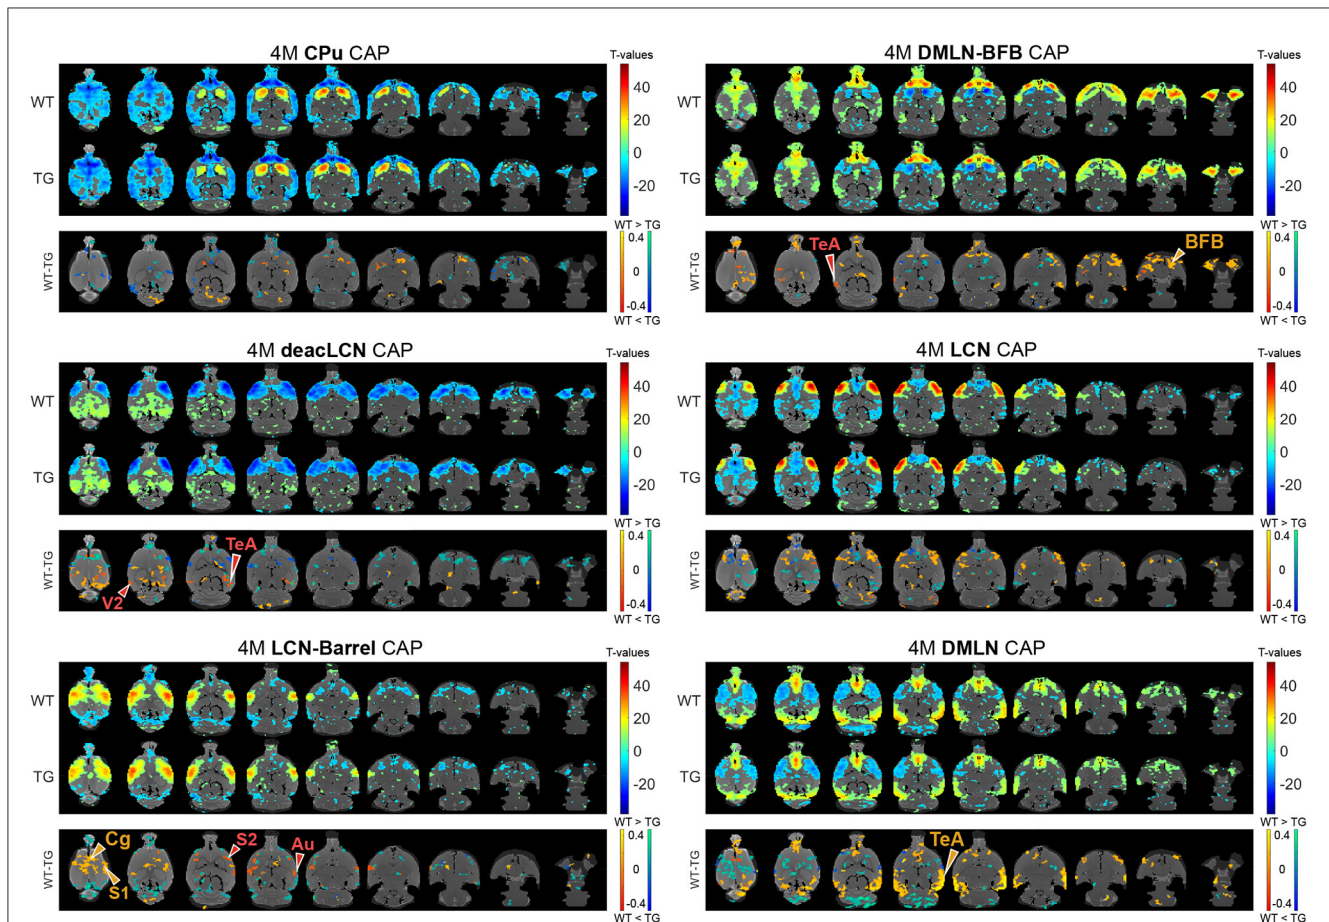 4M CPu CAP
T-values
WT
TG
40
20
0
-20
WT > TG
WT-TG
0.4
-0.4
WT < TG
4M DMLN-BFB CAP
T-values
WT
TG
40
20
0
-20
WT > TG
WT-TG
TeA
BFB
0.4
-0.4
WT < TG
4M deacLCN CAP
T-values
WT
TG
40
20
0
-20
WT > TG
WT-TG
TeA
V2
0.4
-0.4
WT < TG
4M LCN CAP
T-values
WT
TG
40
20
0
-20
WT > TG
WT-TG
0.4
-0.4
WT < TG
4M LCN-Barrel CAP
T-values
WT
TG
40
20
0
-20
WT > TG
WT-TG
Cg
S2
Au
S1
0.4
-0.4
WT < TG
4M DMLN CAP
T-values
WT
TG
40
20
0
-20
WT > TG
WT-TG
TeA
0.4
-0.4
WT < TG